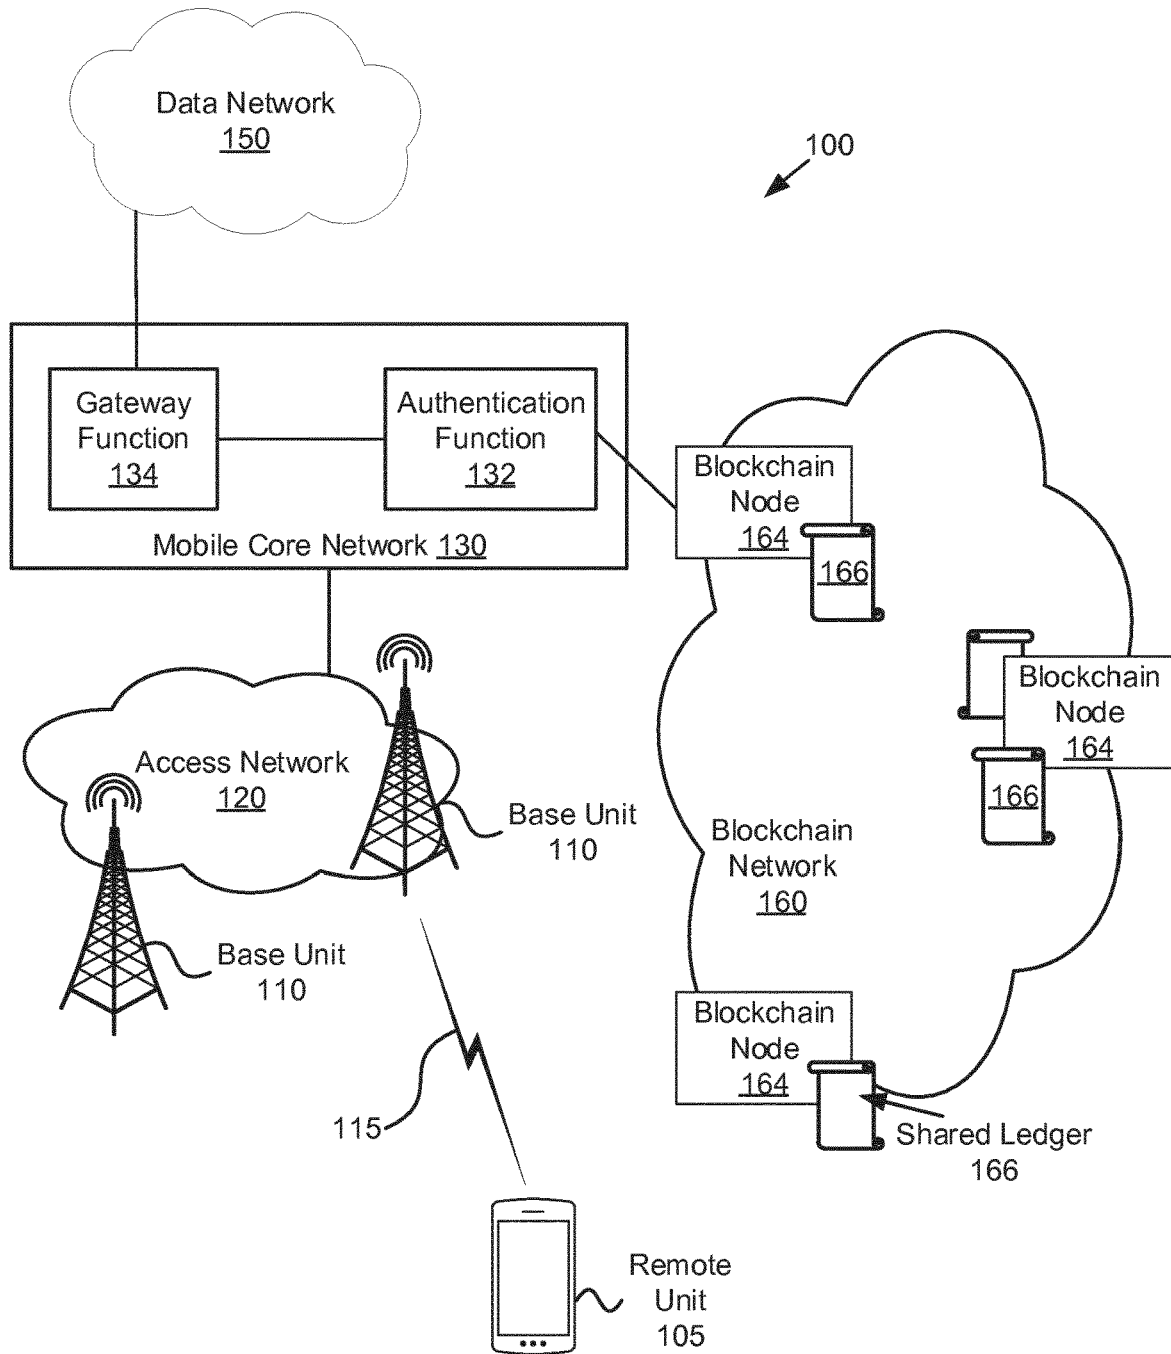 Data Network
150
100
Gateway
Function
134
Authentication
Function
132
Mobile Core Network 130
Blockchain
Node
164
166
Blockchain
Node
164
166
Access Network
120
Base Unit
110
Base Unit
110
Blockchain
Network
160
Blockchain
Node
164
Shared Ledger
166
115
Remote
Unit
105